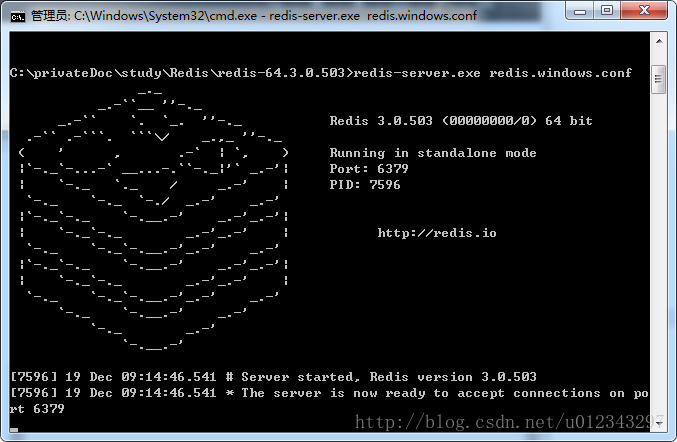 管理员: C:\Windows\System32\cmd.exe - redis-server.exe redis.windows.conf
C:\privateDoc\study\Redis\redis-64.3.0.503>redis-server.exe redis.windows.conf
Redis 3.0.503 (00000000/0) 64 bit
Running in standalone mode
Port: 6379
PID: 7596
http://redis.io
[7596] 19 Dec 09:14:46.541 # Server started, Redis version 3.0.503
[7596] 19 Dec 09:14:46.541 * The server is now ready to accept connections on po
rt 6379
http://blog.csdn.net/u012343297